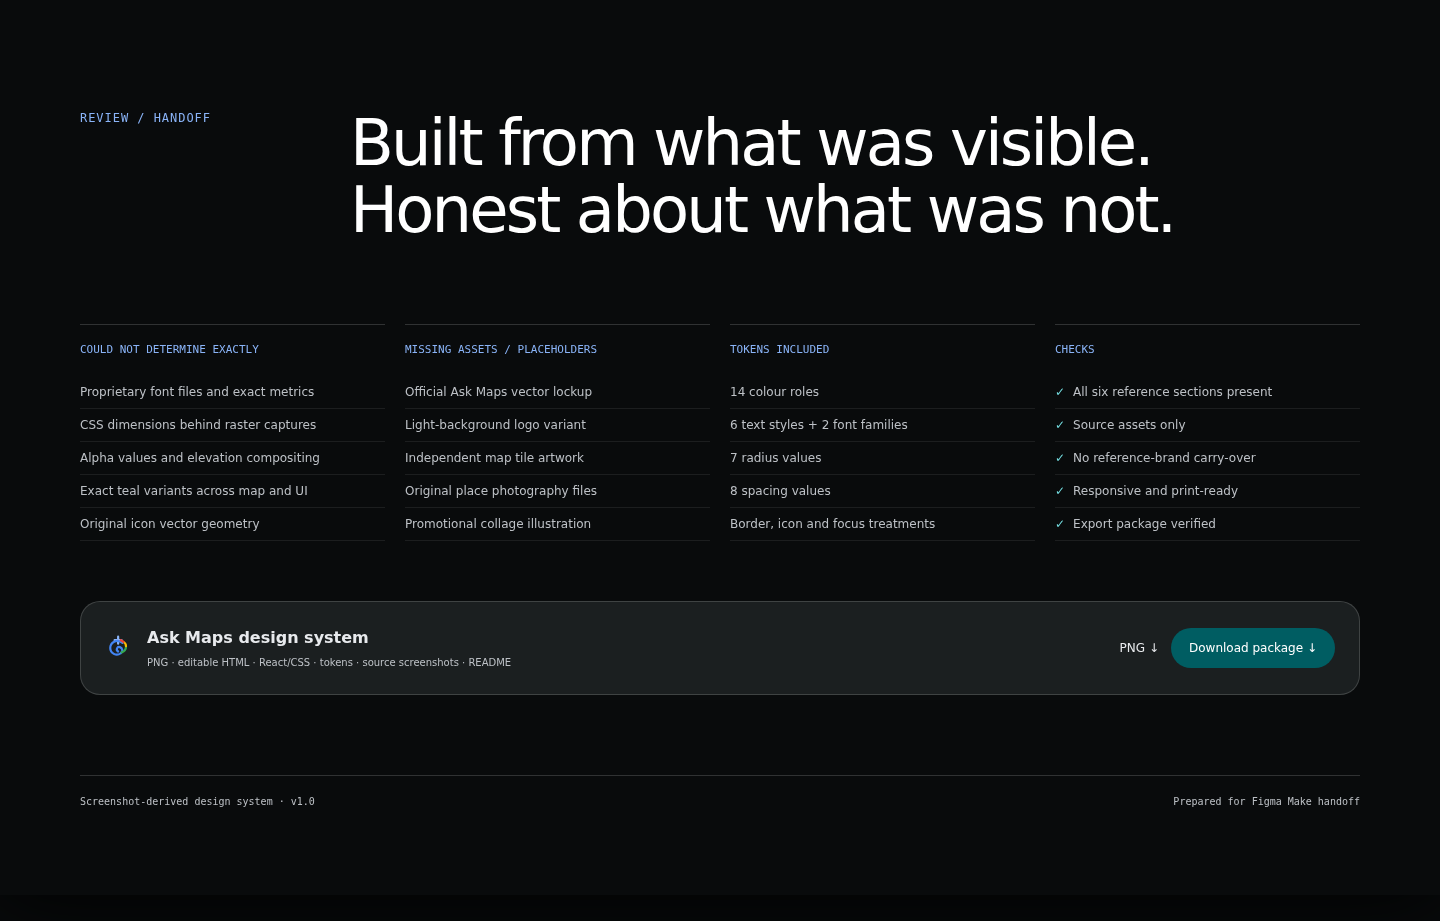 REVIEW / HANDOFF
Built from what was visible.
Honest about what was not.
COULD NOT DETERMINE EXACTLY
Proprietary font files and exact metrics
CSS dimensions behind raster captures
Alpha values and elevation compositing
Exact teal variants across map and UI
Original icon vector geometry
MISSING ASSETS / PLACEHOLDERS
Official Ask Maps vector lockup
Light-background logo variant
Independent map tile artwork
Original place photography files
Promotional collage illustration
TOKENS INCLUDED
14 colour roles
6 text styles + 2 font families
7 radius values
8 spacing values
Border, icon and focus treatments
CHECKS
✓ All six reference sections present
✓ Source assets only
✓ No reference-brand carry-over
✓ Responsive and print-ready
✓ Export package verified
Ask Maps design system
PNG · editable HTML · React/CSS · tokens · source screenshots · README
PNG ↓
Download package ↓
Screenshot-derived design system · v1.0
Prepared for Figma Make handoff